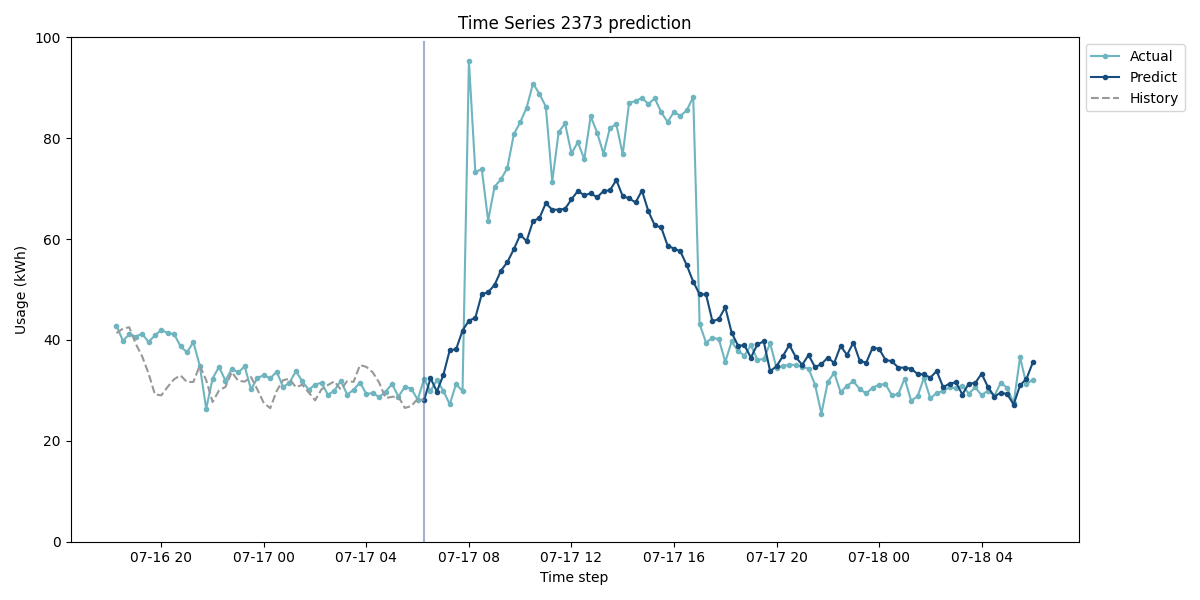 Time Series 2373 prediction
100
80
60
40
20
0
Usage (kWh)
07-16 20
07-17 00
07-17 04
07-17 08
07-17 12
07-17 16
07-17 20
07-18 00
07-18 04
Time step
Actual
Predict
History